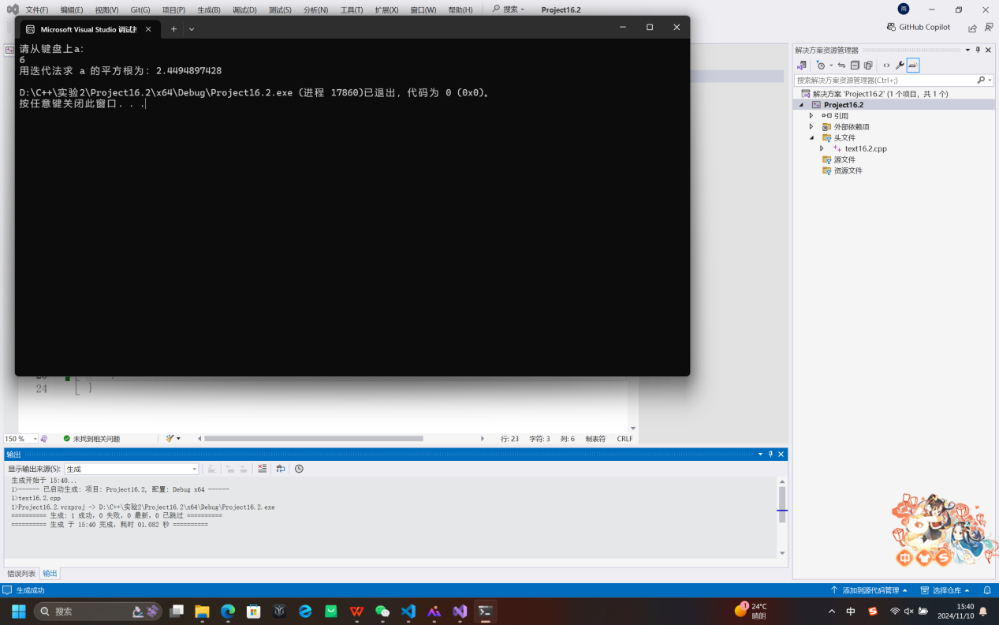 文件(F) 编辑(E) 视图(V) Git(G) 项目(P) 生成(B) 调试(D) 测试(S) 分析(N) 工具(T) 扩展(X) 窗口(W) 帮助(H) 搜索 Project16.2
GitHub Copilot
Microsoft Visual Studio 调试控
请从键盘上a:
6
用迭代法求 a 的平方根为: 2.4494897428
D:\C++\实验2\Project16.2\x64\Debug\Project16.2.exe (进程 17860)已退出，代码为 0 (0x0)。
按任意键关闭此窗口. . .
解决方案资源管理器
搜索解决方案资源管理器(Ctrl+;)
解决方案 'Project16.2' (1 个项目，共 1 个)
Project16.2
引用
外部依赖项
头文件
text16.2.cpp
源文件
资源文件
24 }
150 % 未找到相关问题 行: 23 字符: 3 列: 6 制表符 CRLF
输出
显示输出来源(S): 生成
生成开始于 15:40...
1>------ 已启动生成: 项目: Project16.2, 配置: Debug x64 ------
1>text16.2.cpp
1>Project16.2.vcxproj -> D:\C++\实验2\Project16.2\x64\Debug\Project16.2.exe
========== 生成: 1 成功，0 失败，0 最新，0 已跳过 ==========
========== 生成 于 15:40 完成，耗时 01.082 秒 ==========
错误列表 输出
中
生成成功 添加到源代码管理 选择仓库
搜索
1 24°C
晴朗
中
15:40
2024/11/10